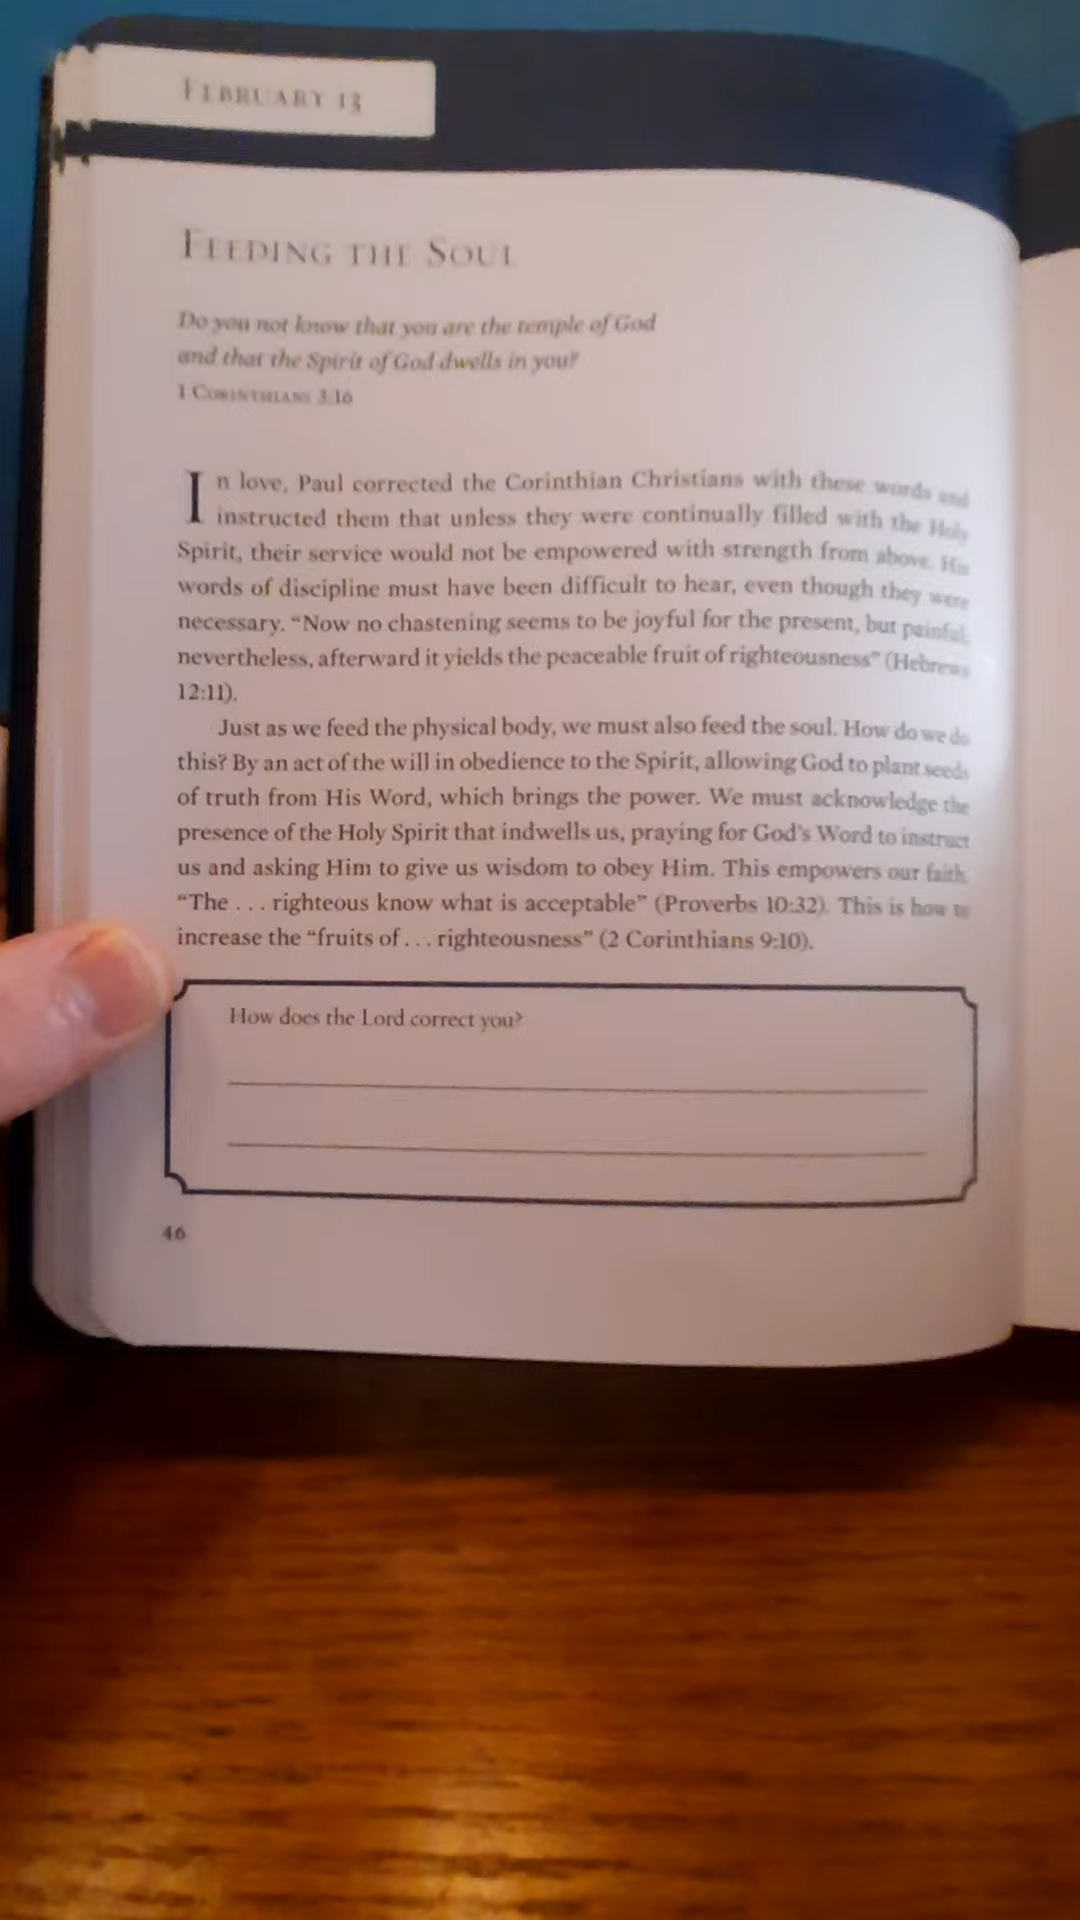 FEBRUARY 13
FEEDING THE SOUL
Do you not know that you are the temple of God
and that the Spirit of God dwells in you?
1 CORINTHIANS 3:16
In love, Paul corrected the Corinthian Christians with these words and
instructed them that unless they were continually filled with the Holy
Spirit, their service would not be empowered with strength from above. His
words of discipline must have been difficult to hear, even though they were
necessary. “Now no chastening seems to be joyful for the present, but painful;
nevertheless, afterward it yields the peaceable fruit of righteousness” (Hebrews
12:11).
Just as we feed the physical body, we must also feed the soul. How do we do
this? By an act of the will in obedience to the Spirit, allowing God to plant seeds
of truth from His Word, which brings the power. We must acknowledge the
presence of the Holy Spirit that indwells us, praying for God’s Word to instruct
us and asking Him to give us wisdom to obey Him. This empowers our faith.
“The . . . righteous know what is acceptable” (Proverbs 10:32). This is how to
increase the “fruits of . . . righteousness” (2 Corinthians 9:10).
How does the Lord correct you?
46